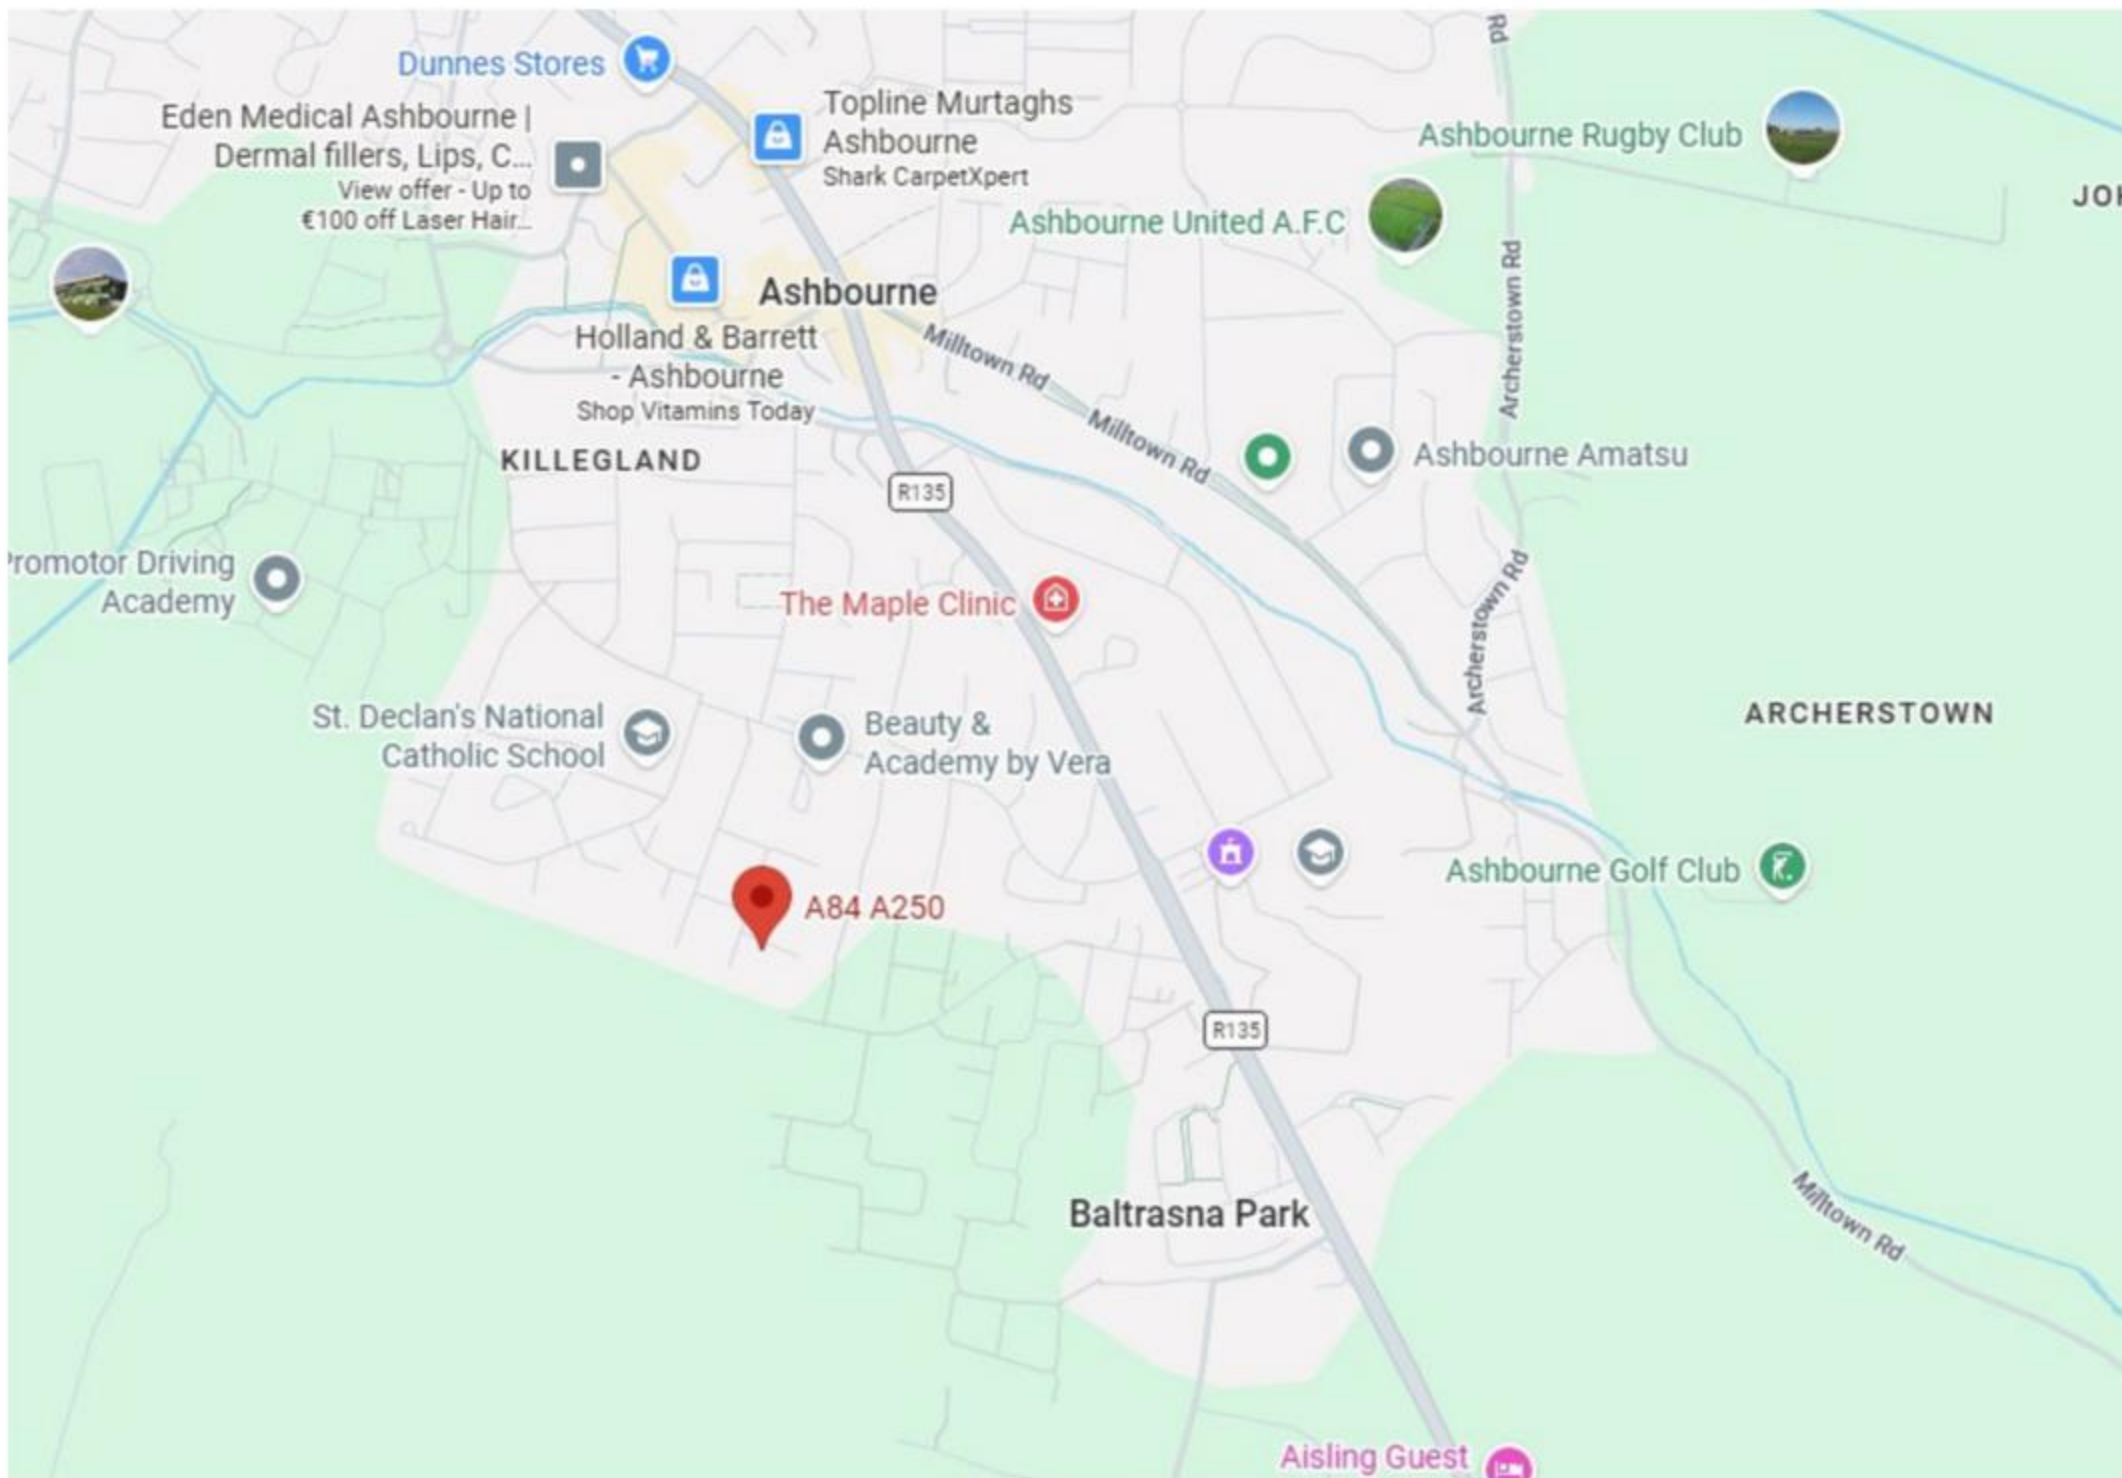 Rd
Dunnes Stores
Topline Murtaghs
Ashbourne
Shark CarpetXpert
Eden Medical Ashbourne |
Dermal fillers, Lips, C...
View offer - Up to
€100 off Laser Hair...
Ashbourne Rugby Club
JOH
Ashbourne United A.F.C
Archerstown Rd
Ashbourne
Holland & Barrett
- Ashbourne
Shop Vitamins Today
Milltown Rd
Milltown Rd
KILLEGLAND
Ashbourne Amatsu
R135
Promotor Driving
Academy
The Maple Clinic
Archerstown Rd
St. Declan's National
Catholic School
Beauty &
Academy by Vera
ARCHERSTOWN
Ashbourne Golf Club
A84 A250
R135
Baltrasna Park
Milltown Rd
Aisling Guest